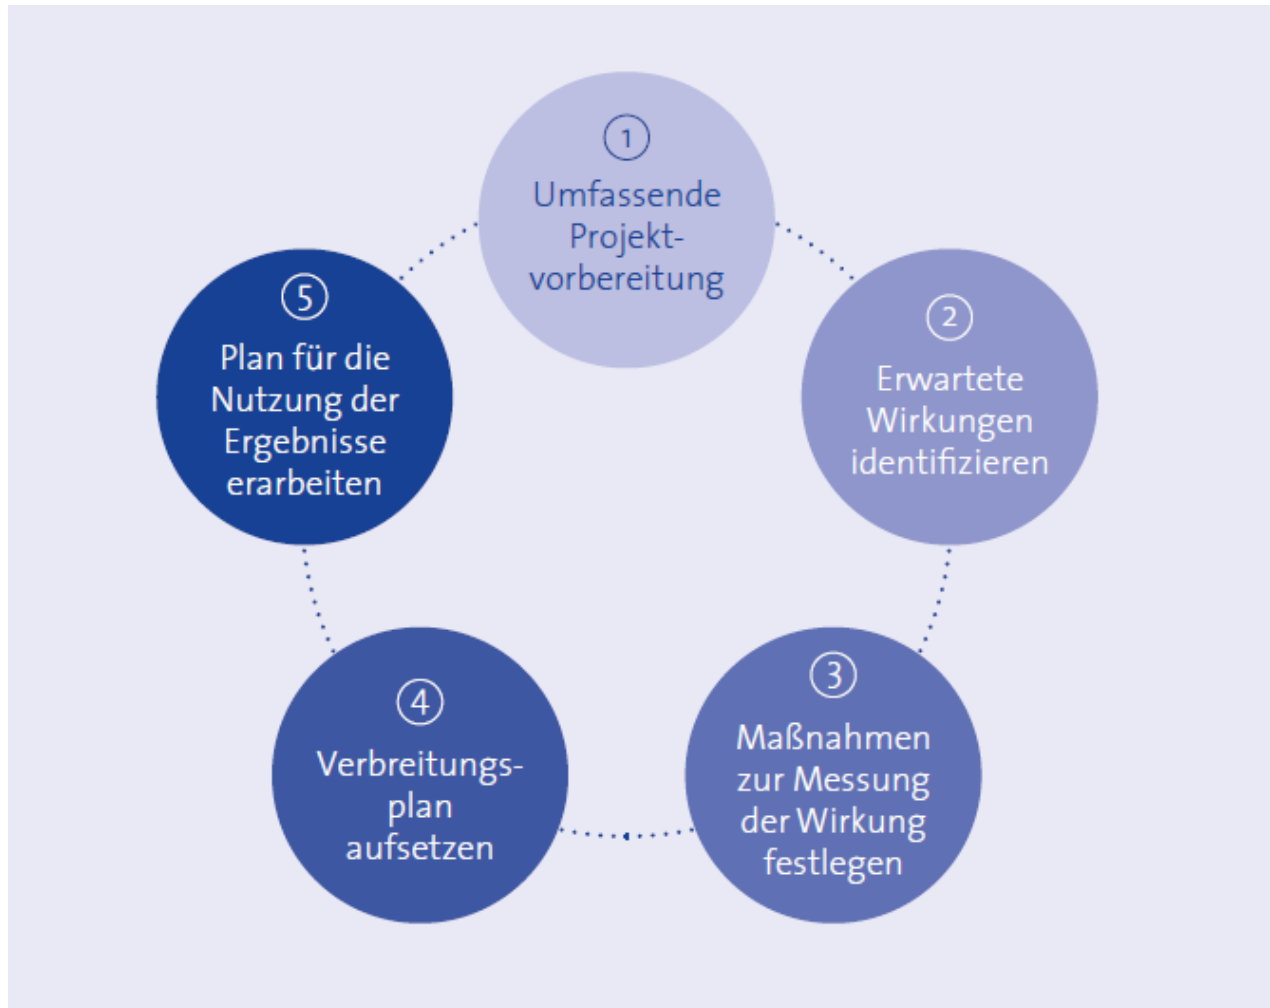 1
Umfassende
Projekt-
vorbereitung
2
Erwartete
Wirkungen
identifizieren
3
Maßnahmen
zur Messung
der Wirkung
festlegen
4
Verbreitungs-
plan
aufsetzen
5
Plan für die
Nutzung der
Ergebnisse
erarbeiten